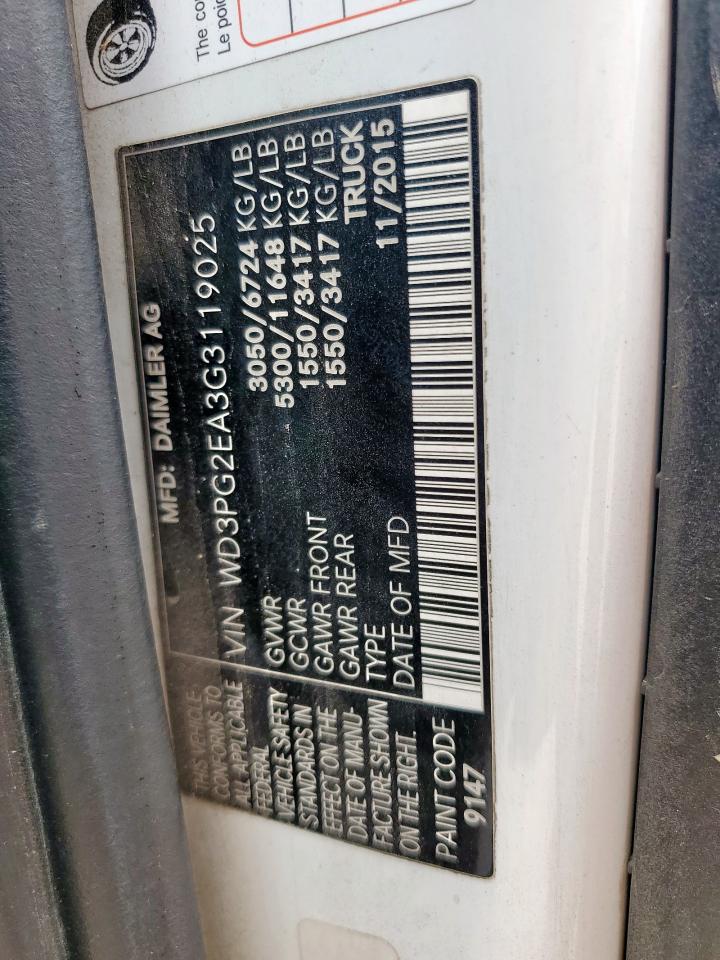 The co
Le poid
MFD: DAIMLER AG
VIN WD3PG2EA3G3119025
GVWR 3050/6724 KG/LB
GCWR 5300/11648 KG/LB
GAWR FRONT 1550/3417 KG/LB
GAWR REAR 1550/3417 KG/LB
TYPE TRUCK
DATE OF MFD 11/2015
THIS VEHICLE
CONFORMS TO
ALL APPLICABLE
FEDERAL
VEHICLE SAFETY
STANDARDS IN
EFFECT ON THE
DATE OF MANU-
FACTURE SHOWN
ON THE RIGHT.
PAINT CODE
9147